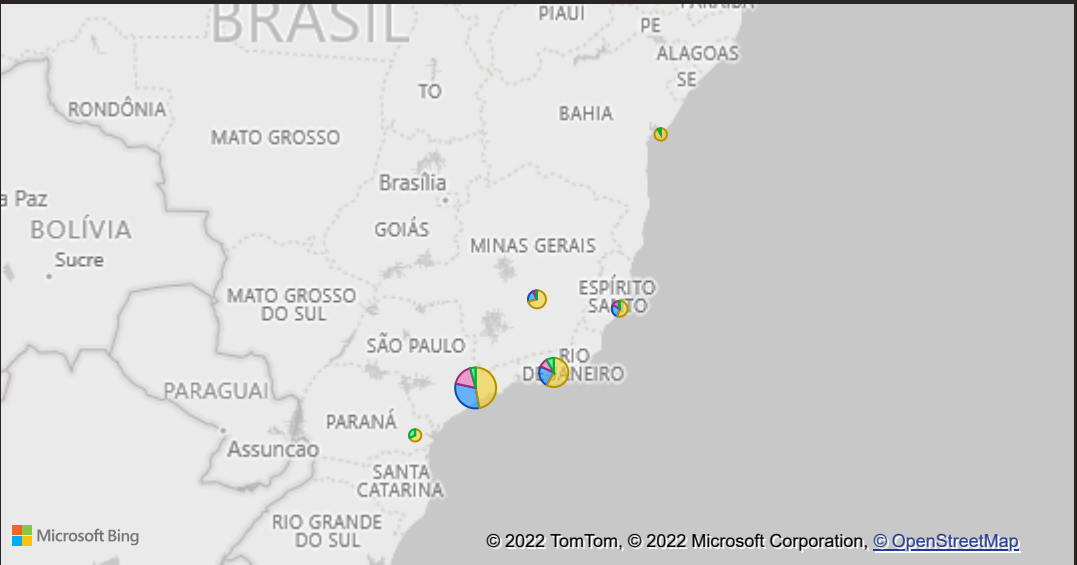 BRASIL
PIAUÍ
PARAÍBA
PE
ALAGOAS
SE
TO
RONDÔNIA
BAHIA
MATO GROSSO
Brasília
a Paz
BOLÍVIA
GOIÁS
MINAS GERAIS
Sucre
ESPÍRITO
SANTO
MATO GROSSO
DO SUL
SÃO PAULO
RIO
DE JANEIRO
PARAGUAI
PARANÁ
Assuncao
SANTA
CATARINA
RIO GRANDE
DO SUL
Microsoft Bing
© 2022 TomTom, © 2022 Microsoft Corporation, © OpenStreetMap